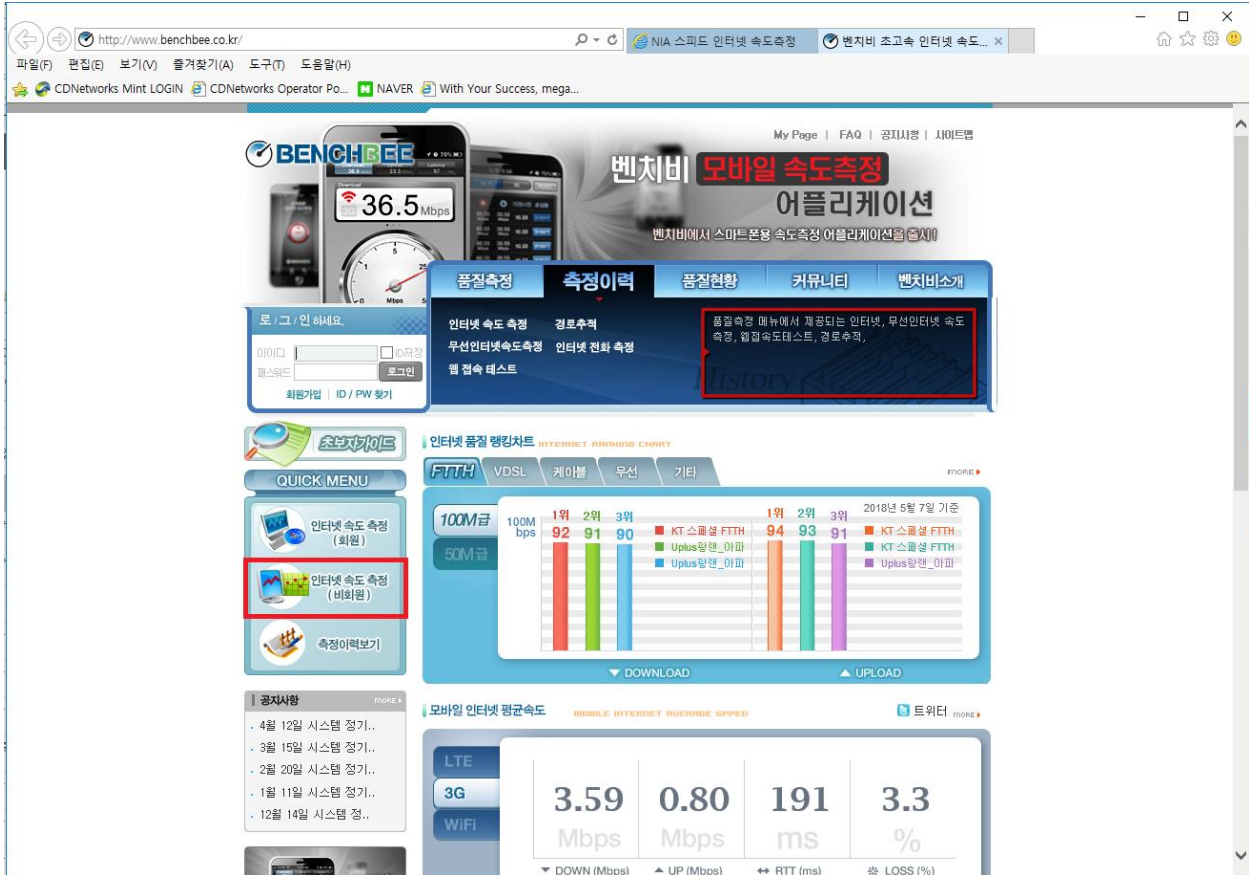 http://www.benchbee.co.kr/
NIA 스피드 인터넷 속도측정
벤치비 초고속 인터넷 속도...
파일(F) 편집(E) 보기(V) 즐겨찾기(A) 도구(T) 도움말(H)
CDNetworks Mint LOGIN CDNetworks Operator Po... NAVER With Your Success, mega...
My Page | FAQ | 공지사항 | 사이트맵
BENCHBEE
36.5 Mbps
벤치비 모바일 속도측정
어플리케이션
벤치비에서 스마트폰용 속도측정 어플리케이션을 출시!
품질측정 측정이력 품질현황 커뮤니티 벤치비소개
로/그/인 하세요.
아이디 ID저장
패스워드 로그인
회원가입 | ID / PW 찾기
인터넷 속도 측정 경로추적
무선인터넷속도측정 인터넷 전화 측정
웹 접속 테스트
품질측정 메뉴에서 제공되는 인터넷, 무선인터넷 속도
측정, 웹접속도테스트, 경로추적,
History
초보자가이드
QUICK MENU
인터넷 속도 측정
(회원)
인터넷 속도 측정
(비회원)
측정이력보기
인터넷 품질 랭킹차트 INTERNET RANKING CHART
FTTH VDSL 케이블 무선 기타
more
100M급
50M급
100M
bps
1위 2위 3위
92 91 90
KT 스페셜 FTTH
Uplus광랜_아파
Uplus광랜_아파
2018년 5월 7일 기준
1위 2위 3위
94 93 91
KT 스페셜 FTTH
KT 스페셜 FTTH
Uplus광랜_아파
▼ DOWNLOAD
▲ UPLOAD
공지사항 more
. 4월 12일 시스템 정기..
. 3월 15일 시스템 정기..
. 2월 20일 시스템 정기..
. 1월 11일 시스템 정기..
. 12월 14일 시스템 정..
모바일 인터넷 평균속도 MOBILE INTERNET AVERAGE SPPED
트위터 more
LTE
3G
WiFi
3.59 0.80 191 3.3
Mbps Mbps ms %
▼ DOWN (Mbps) ▲ UP (Mbps) ↔ RTT (ms) LOSS (%)